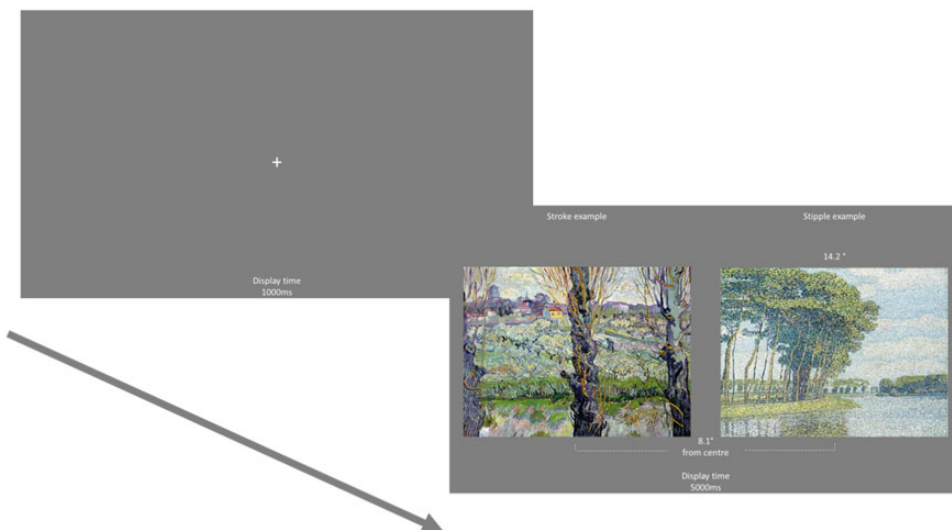 +
Display time
1000ms
Stroke example
Stipple example
14.2 °
8.1°
from centre
Display time
5000ms